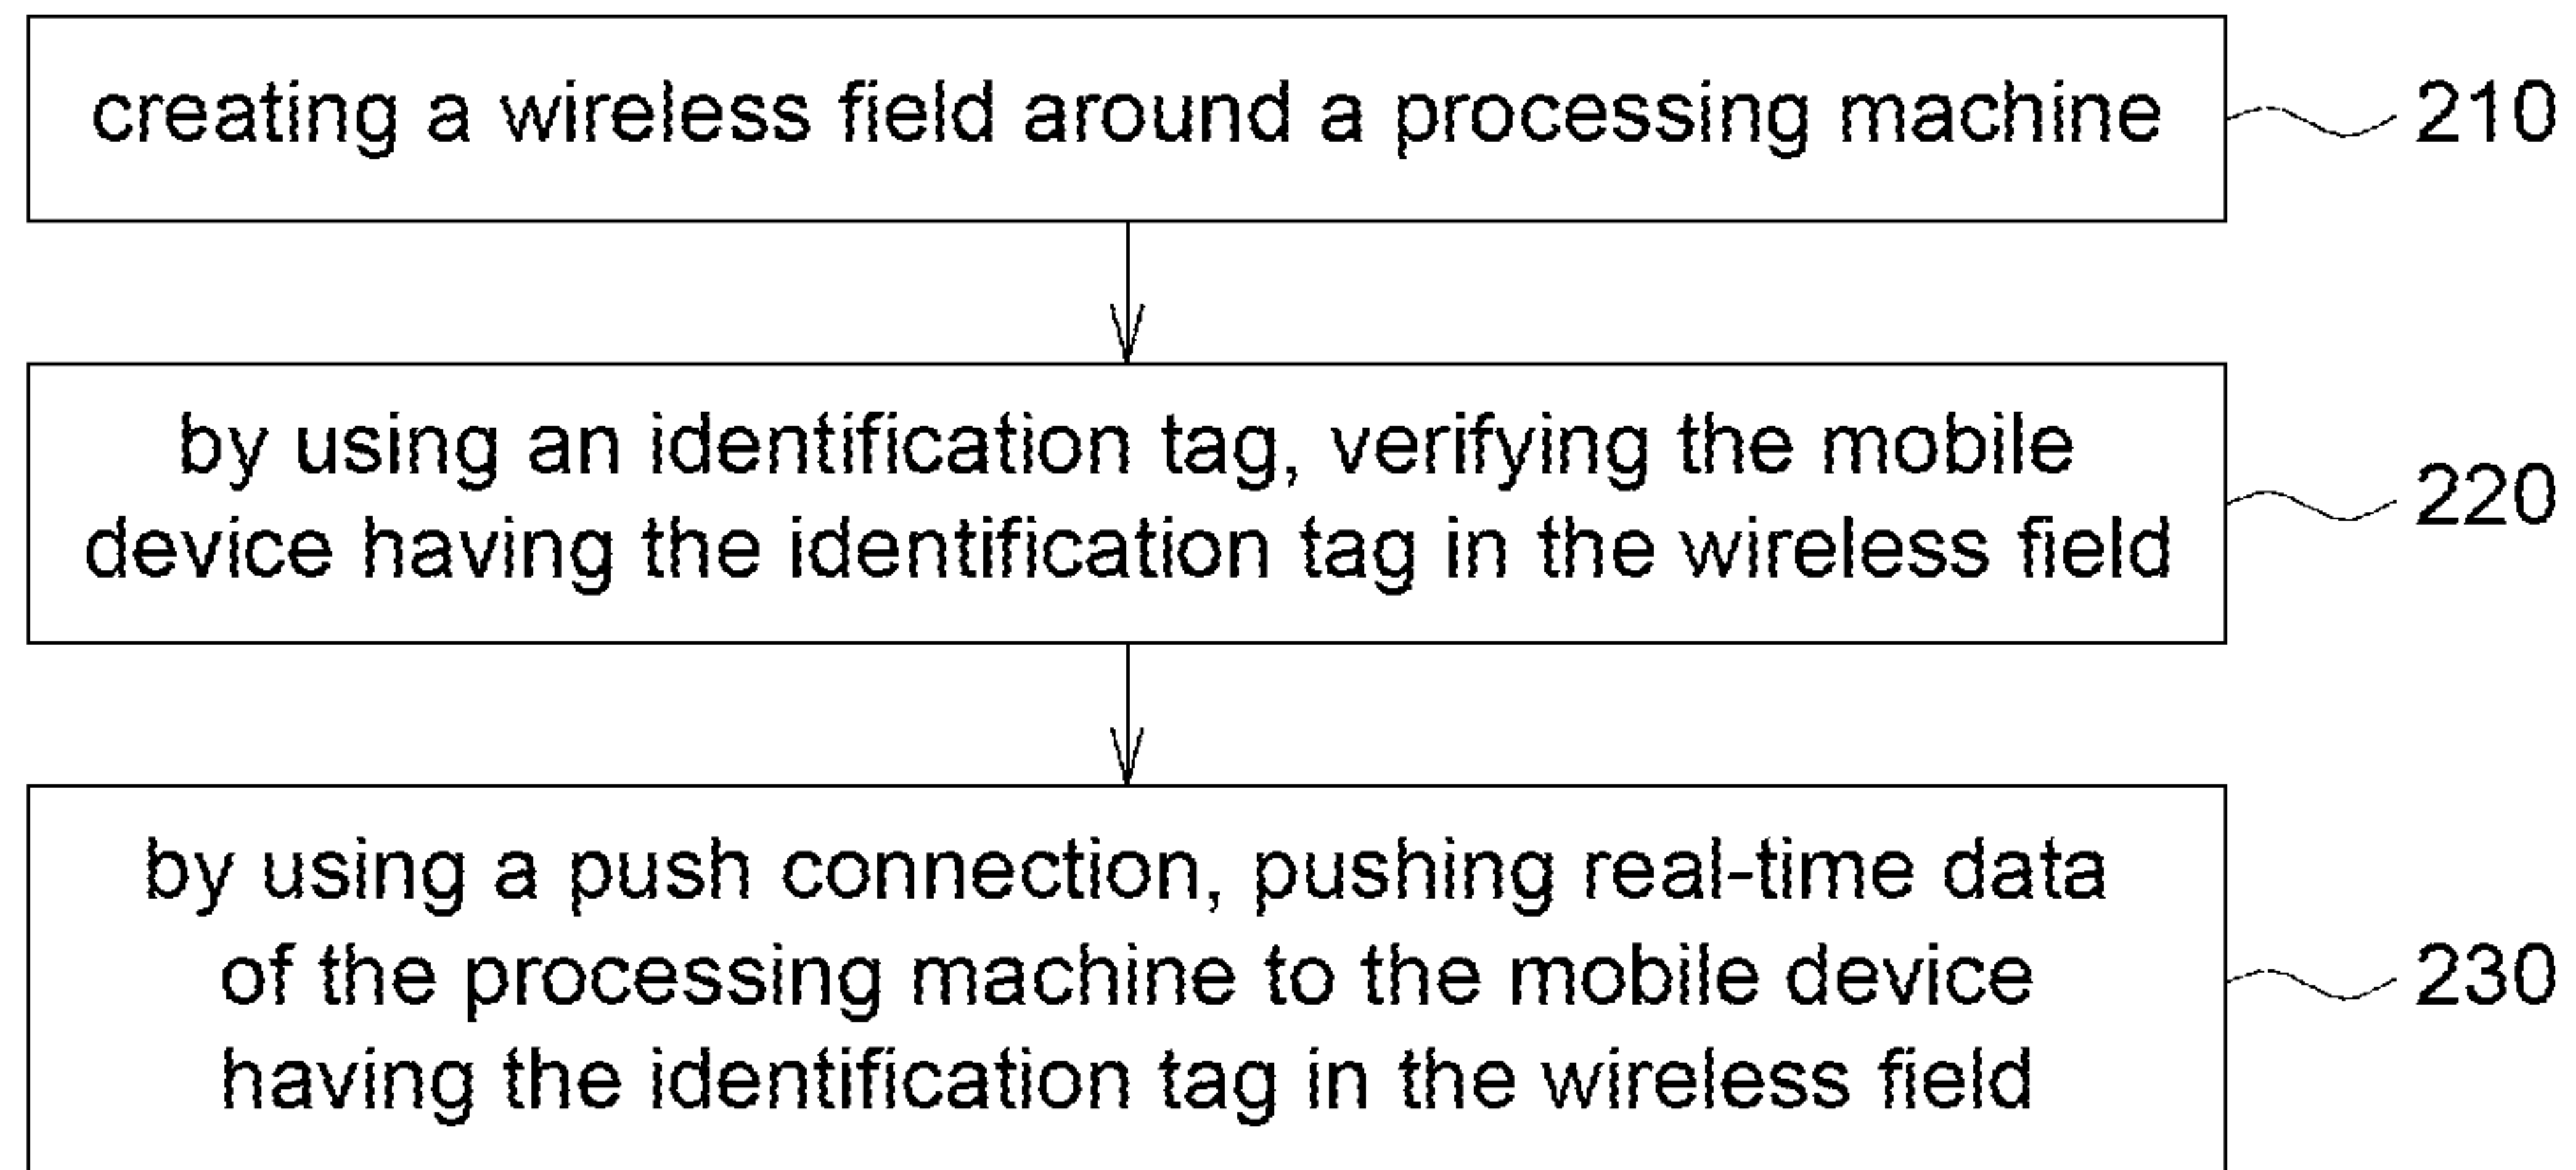 creating a wireless field around a processing machine
210
by using an identification tag, verifying the mobile
device having the identification tag in the wireless field
220
by using a push connection, pushing real-time data
of the processing machine to the mobile device
having the identification tag in the wireless field
230